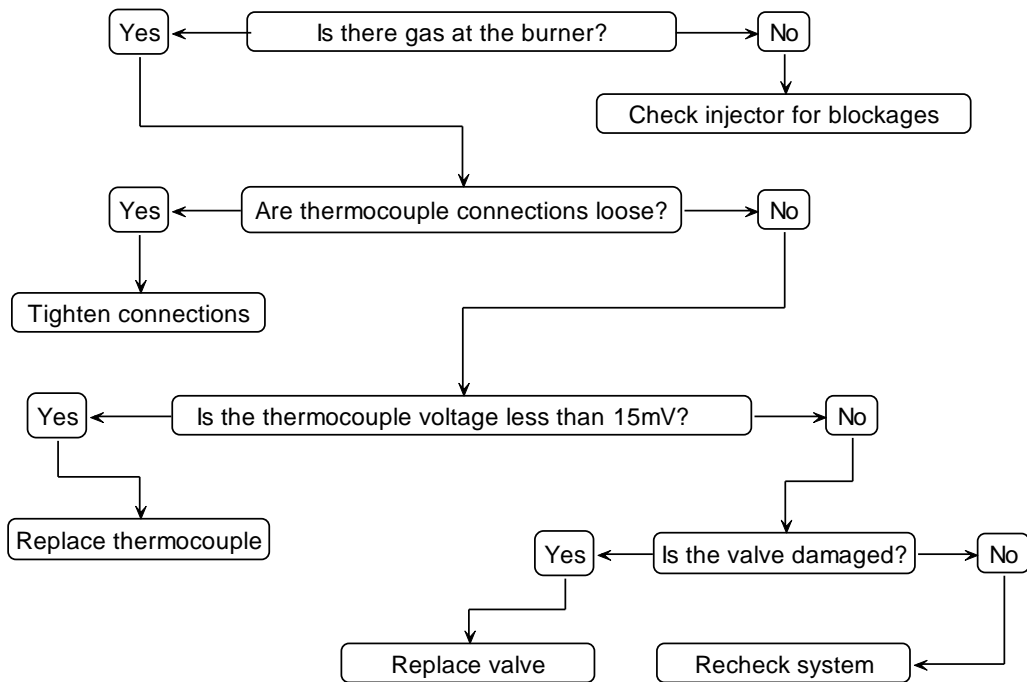 Yes
Is there gas at the burner?
No
Check injector for blockages
Yes
Are thermocouple connections loose?
No
Tighten connections
Yes
Is the thermocouple voltage less than 15mV?
No
Replace thermocouple
Yes
Is the valve damaged?
No
Replace valve
Recheck system